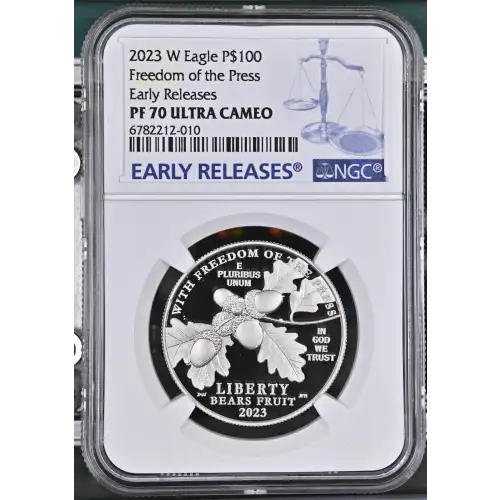 2023 W Eagle P$100
Freedom of the Press
Early Releases
PF 70 ULTRA CAMEO
6782212-010
EARLY RELEASES®
NGC®
WITH FREEDOM OF THE PRESS
E
PLURIBUS
UNUM
IN
GOD
WE
TRUST
LIBERTY
BEARS FRUIT
2023